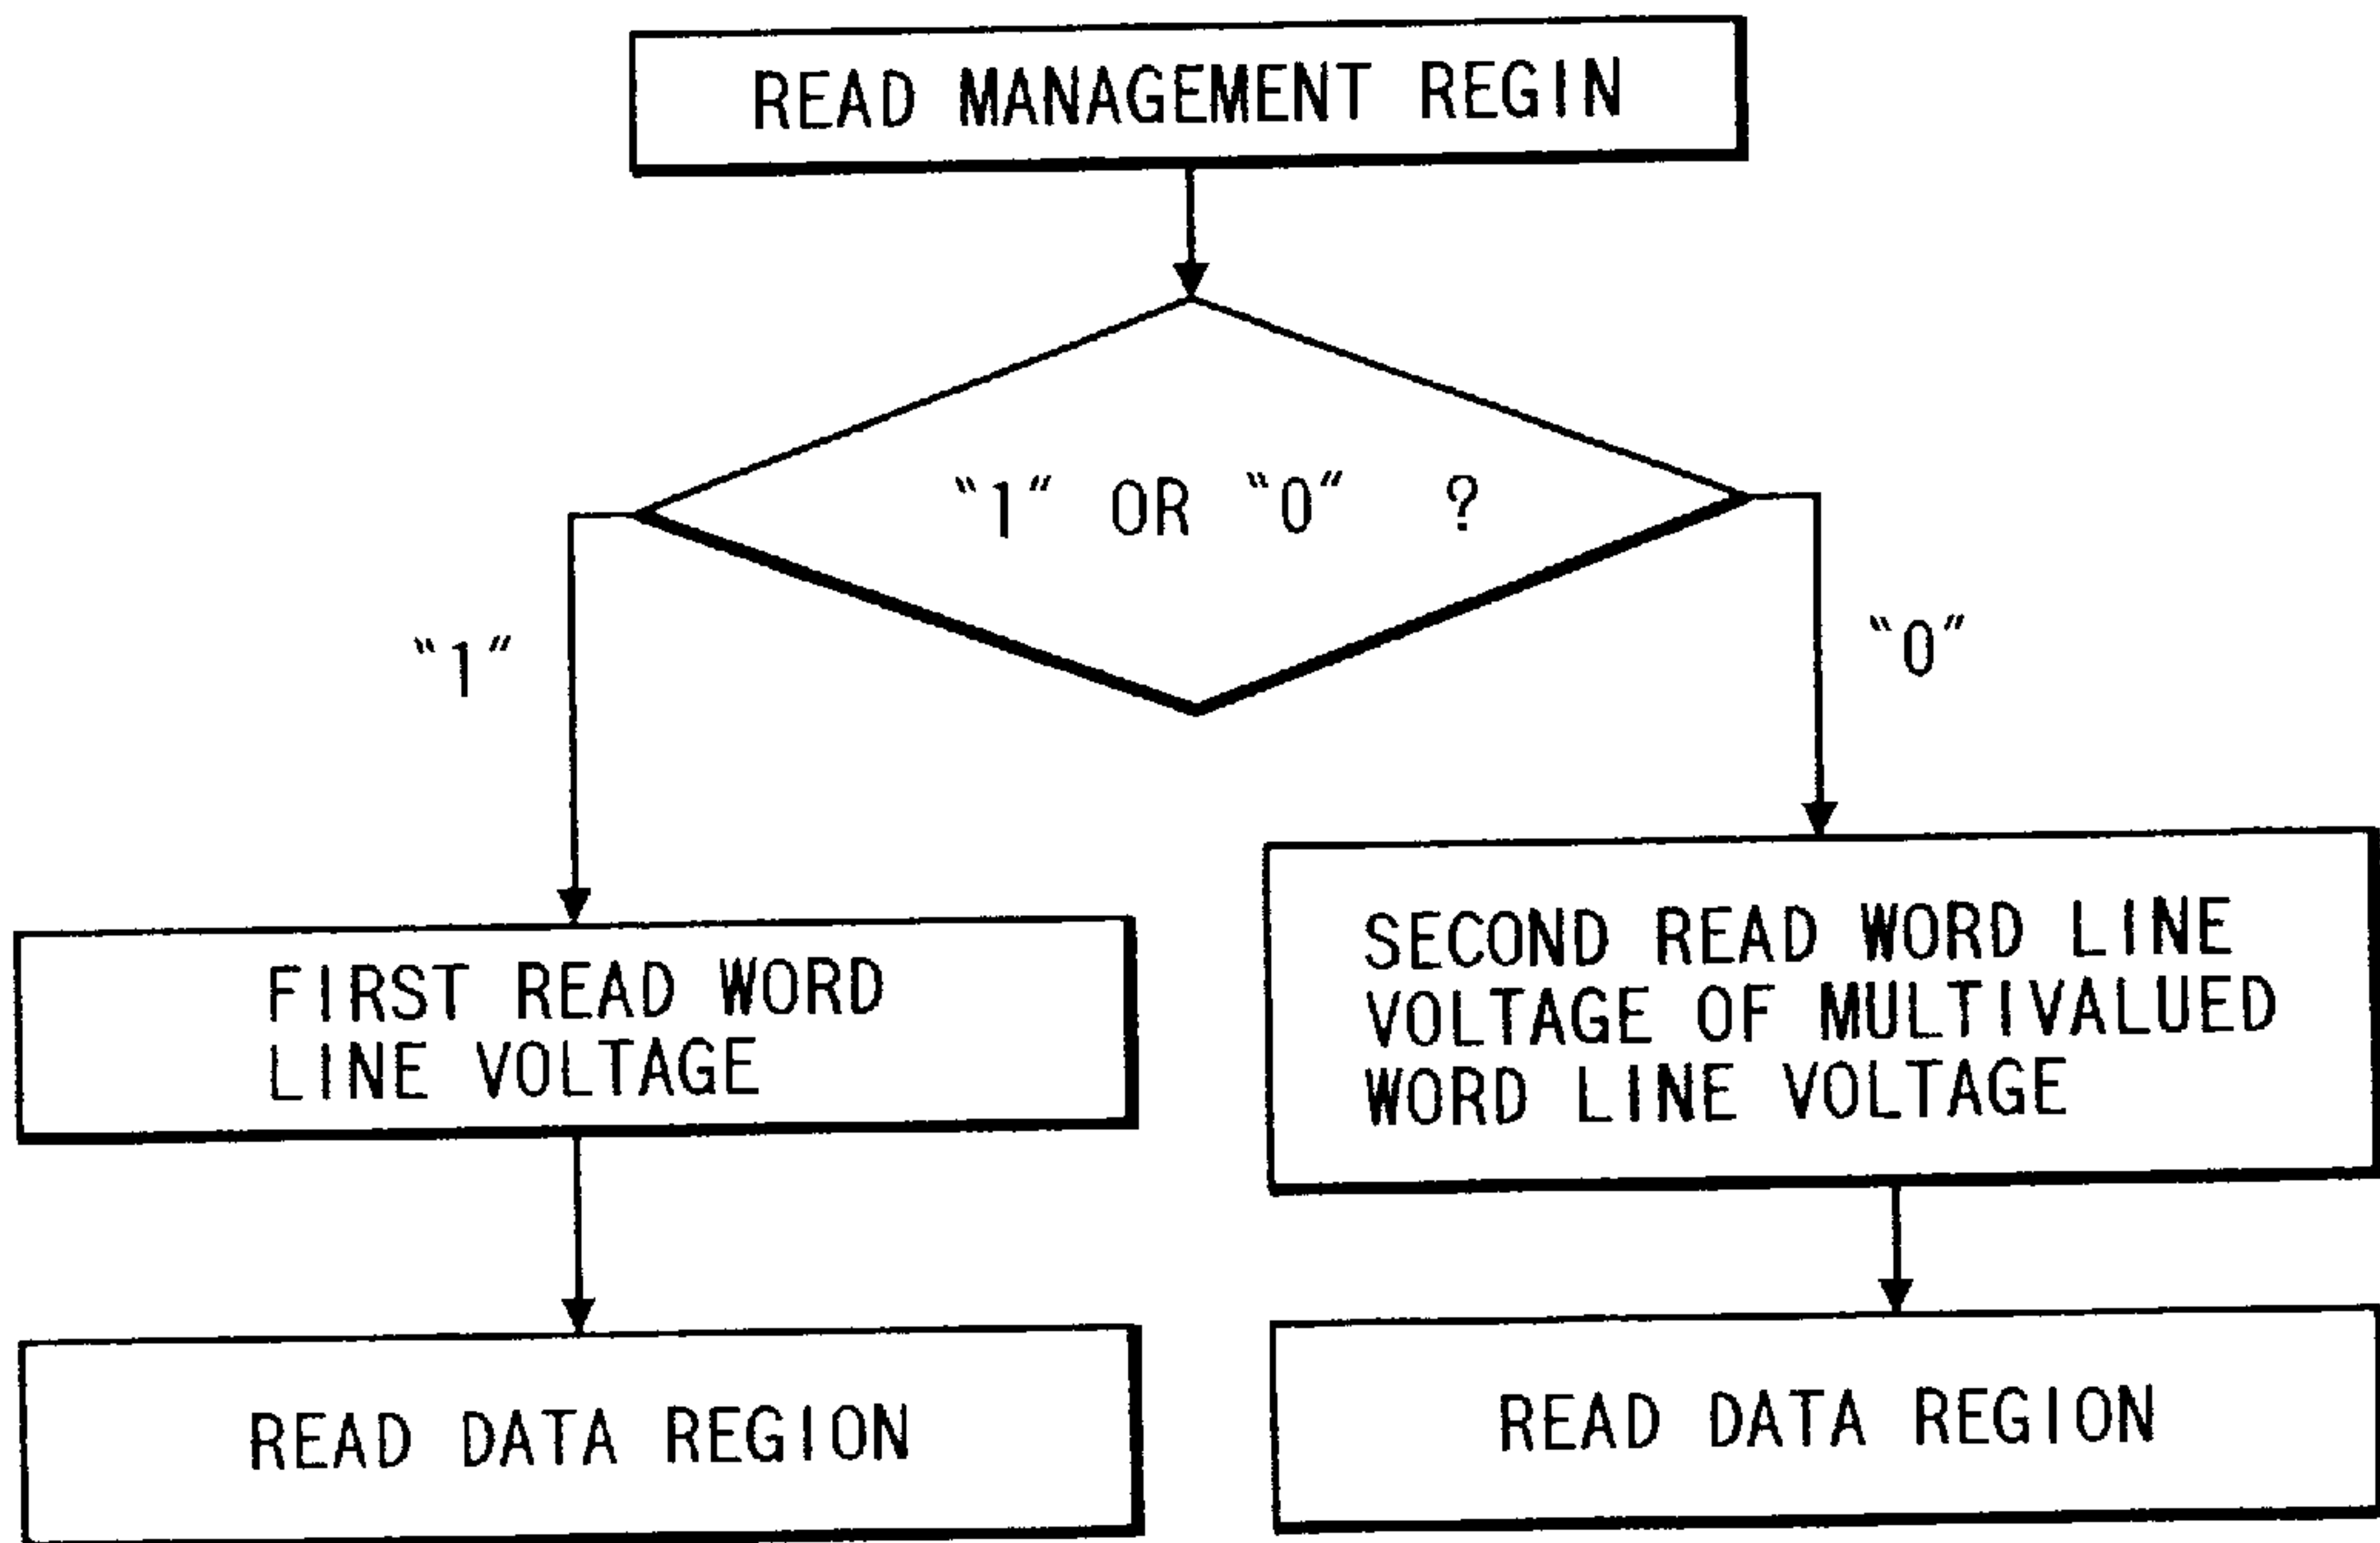 READ MANAGEMENT REGIN
“1” OR “0” ?
“1”
“0”
FIRST READ WORD
LINE VOLTAGE
SECOND READ WORD LINE
VOLTAGE OF MULTIVALUED
WORD LINE VOLTAGE
READ DATA REGION
READ DATA REGION